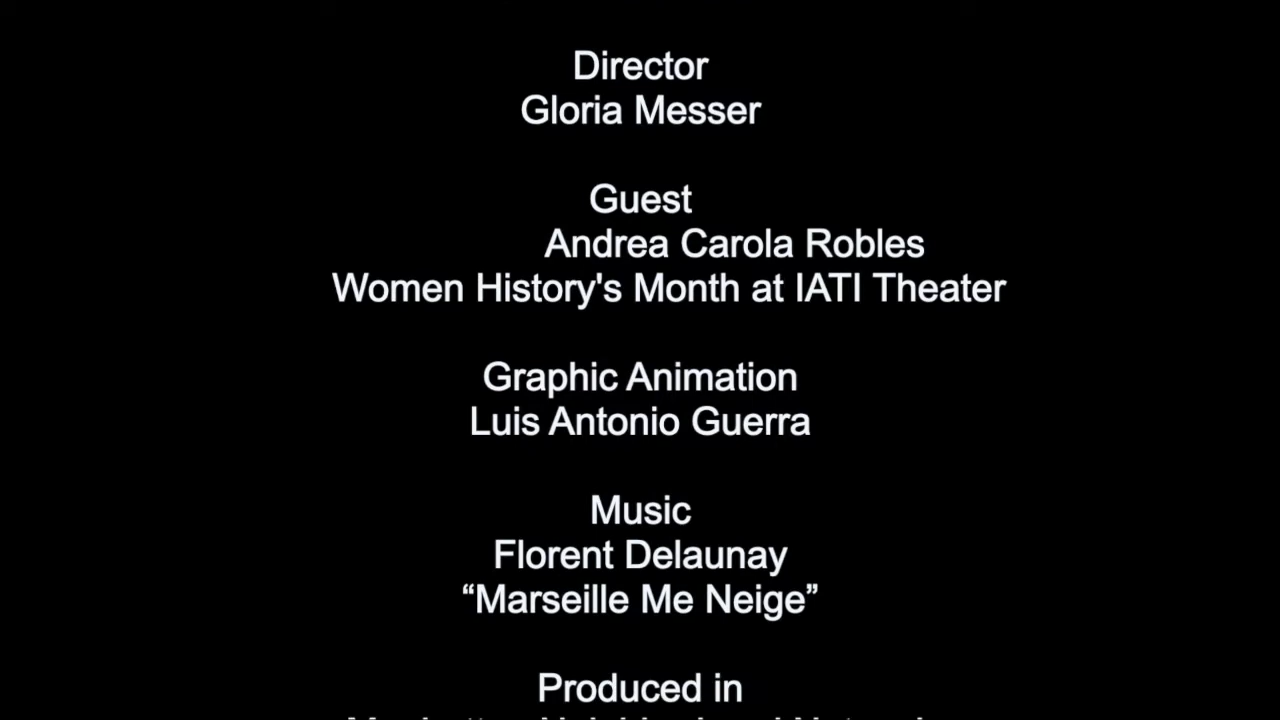 Director
Gloria Messer
Guest
Andrea Carola Robles
Women History's Month at IATI Theater
Graphic Animation
Luis Antonio Guerra
Music
Florent Delaunay
“Marseille Me Neige”
Produced in